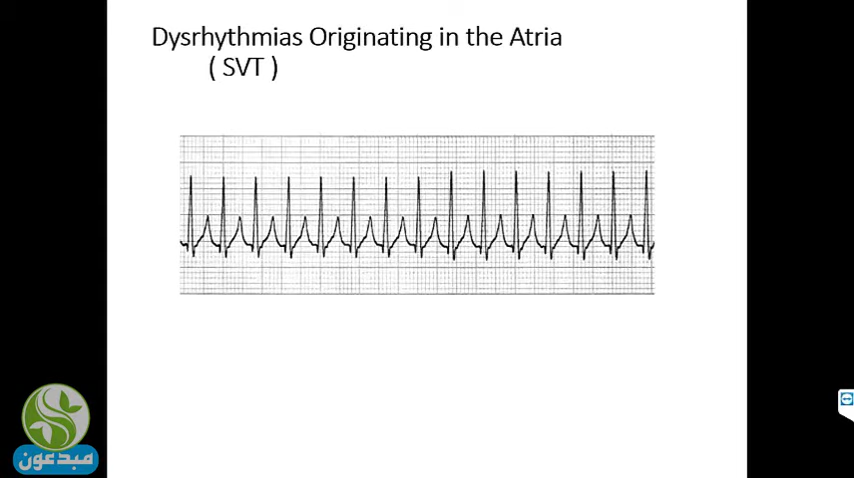 Dysrhythmias Originating in the Atria
( SVT )
مبدعون